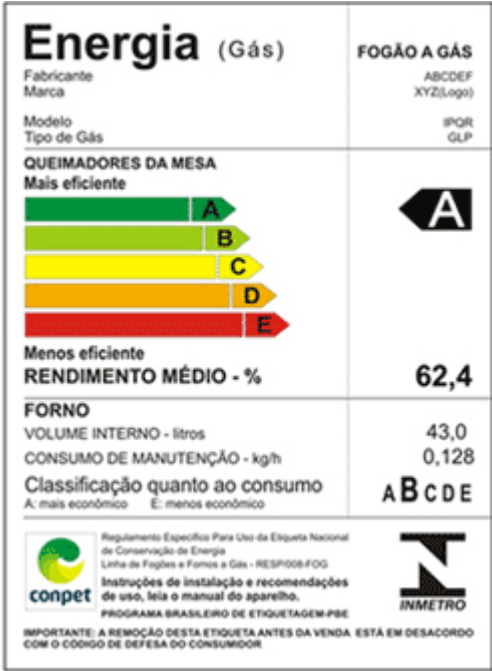 Energia (Gás) FOGÃO A GÁS
Fabricante ABCDEF
Marca XYZ(Logo)
Modelo IPQR
Tipo de Gás GLP
QUEIMADORES DA MESA
Mais eficiente
A A
B
C
D
E
Menos eficiente
RENDIMENTO MÉDIO - % 62,4
FORNO
VOLUME INTERNO - litros 43,0
CONSUMO DE MANUTENÇÃO - kg/h 0,128
Classificação quanto ao consumo A B C D E
A: mais econômico E: menos econômico
Regulamento Específico Para Uso da Etiqueta Nacional
de Conservação de Energia
Linha de Fogões e Fornos a Gás - RESP/008-FOG
Instruções de instalação e recomendações
de uso, leia o manual do aparelho.
PROGRAMA BRASILEIRO DE ETIQUETAGEM-PBE
conpet
INMETRO
IMPORTANTE: A REMOÇÃO DESTA ETIQUETA ANTES DA VENDA ESTÁ EM DESACORDO
COM O CÓDIGO DE DEFESA DO CONSUMIDOR